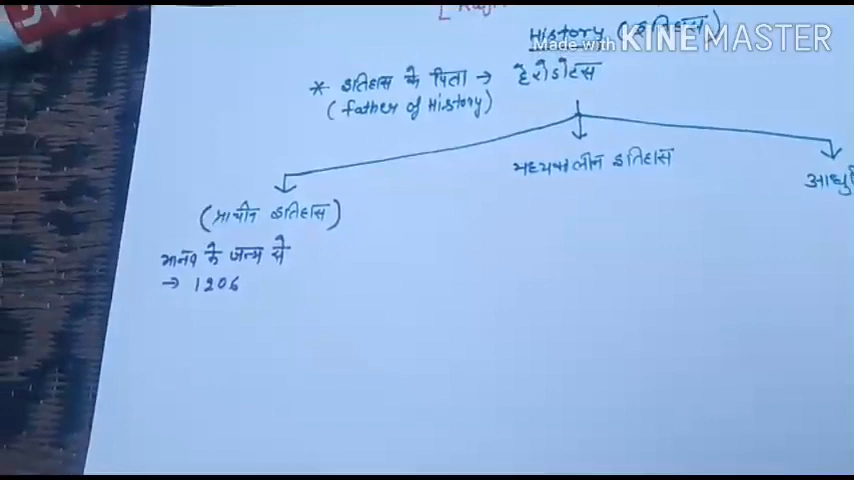 History (इतिहास)
Made with KINEMASTER
* इतिहास के पिता → हेरोडोटस
(father of History)
मध्यकालीन इतिहास
(प्राचीन इतिहास)
मानव के जन्म से
→ 1206